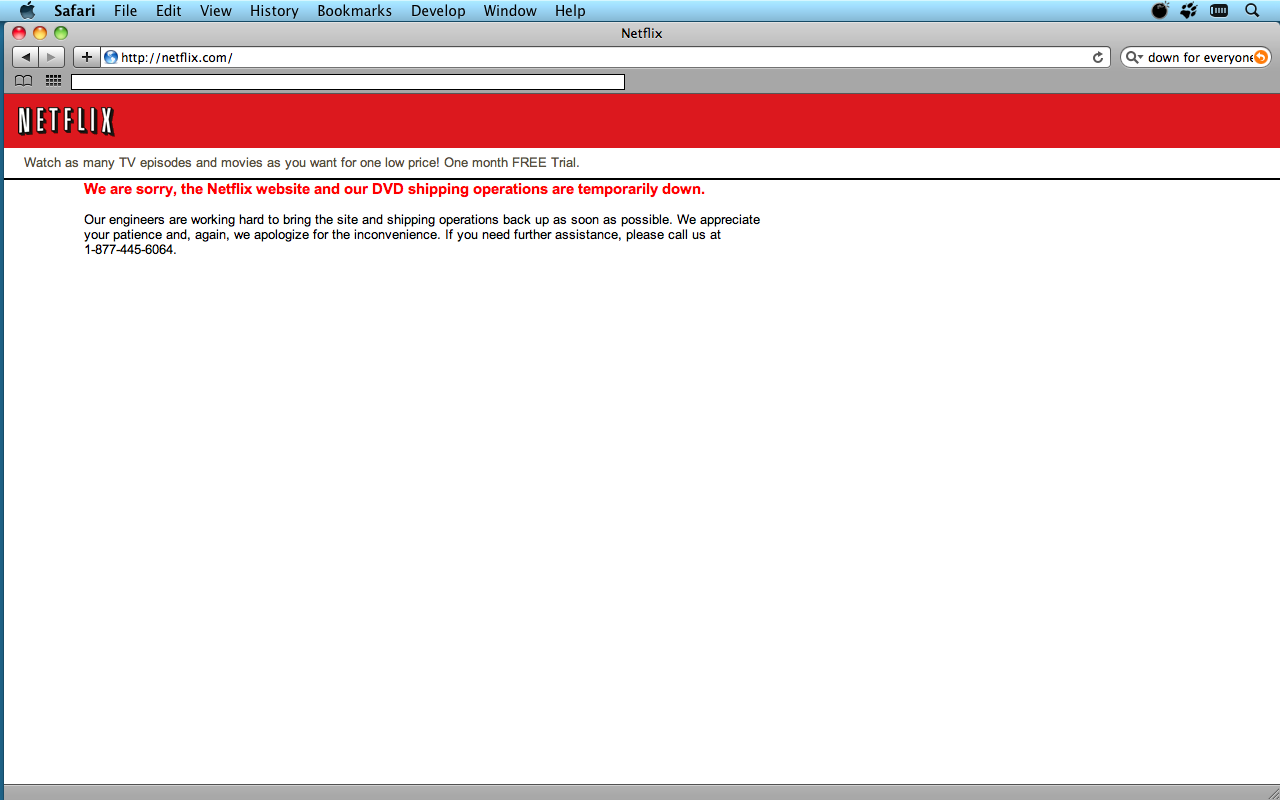 Safari File Edit View History Bookmarks Develop Window Help
Netflix
http://netflix.com/ down for everyone
NETFLIX
Watch as many TV episodes and movies as you want for one low price! One month FREE Trial.
We are sorry, the Netflix website and our DVD shipping operations are temporarily down.
Our engineers are working hard to bring the site and shipping operations back up as soon as possible. We appreciate
your patience and, again, we apologize for the inconvenience. If you need further assistance, please call us at
1-877-445-6064.